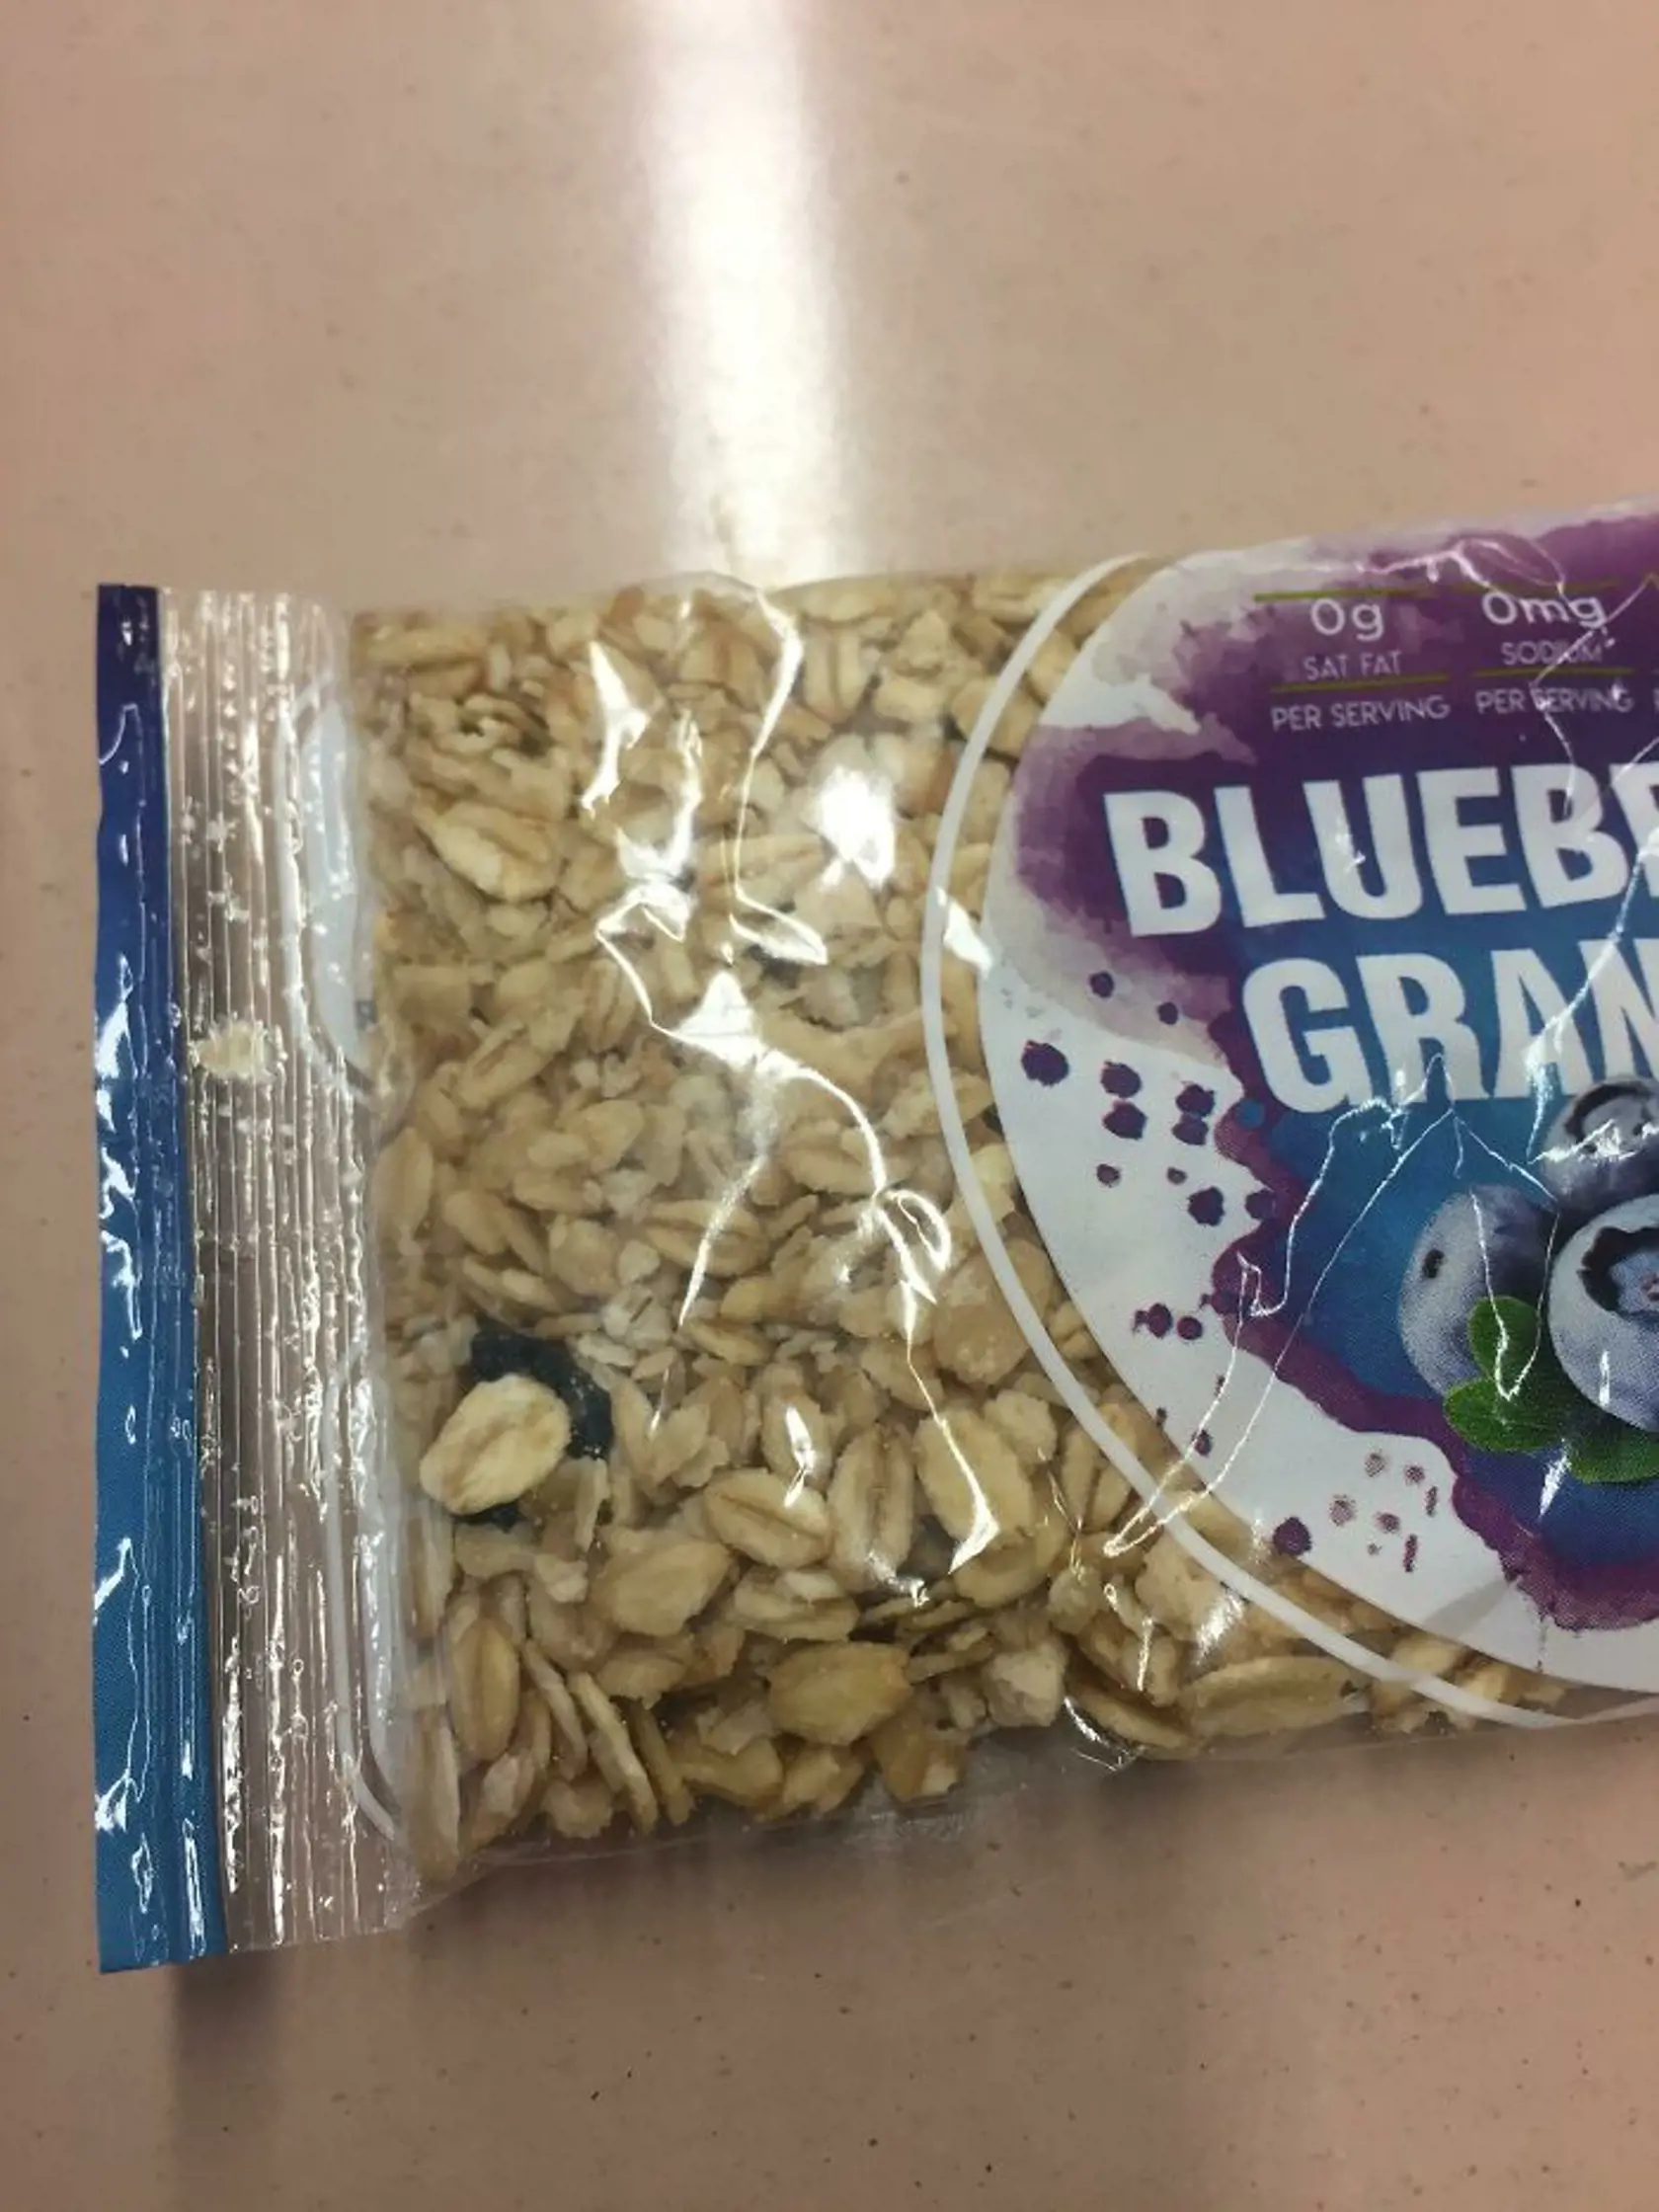 0g 0mg
SAT FAT SODIUM
PER SERVING PER SERVING
BLUEB
GRAN